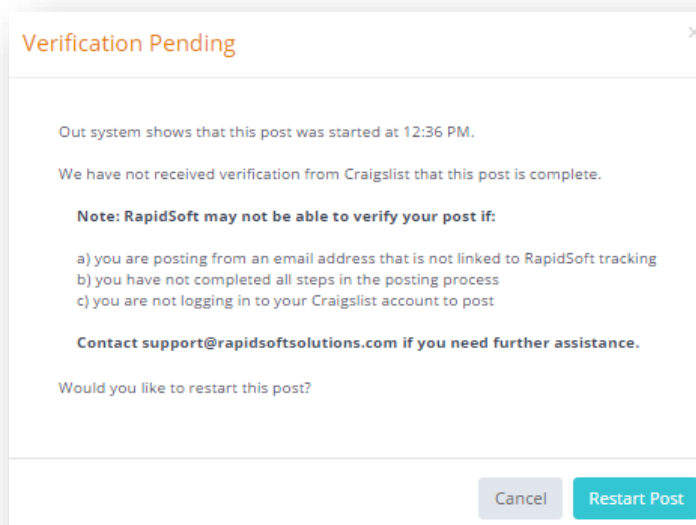 Verification Pending
Out system shows that this post was started at 12:36 PM.
We have not received verification from Craigslist that this post is complete.
Note: RapidSoft may not be able to verify your post if:
a) you are posting from an email address that is not linked to RapidSoft tracking
b) you have not completed all steps in the posting process
c) you are not logging in to your Craigslist account to post
Contact support@rapidsoftsolutions.com if you need further assistance.
Would you like to restart this post?
Cancel Restart Post